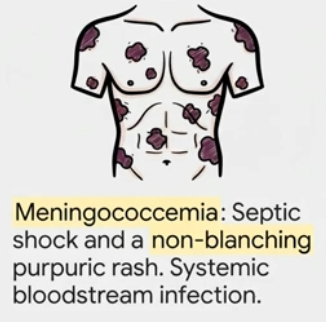 Meningococcemia: Septic
shock and a non-blanching
purpuric rash. Systemic
bloodstream infection.